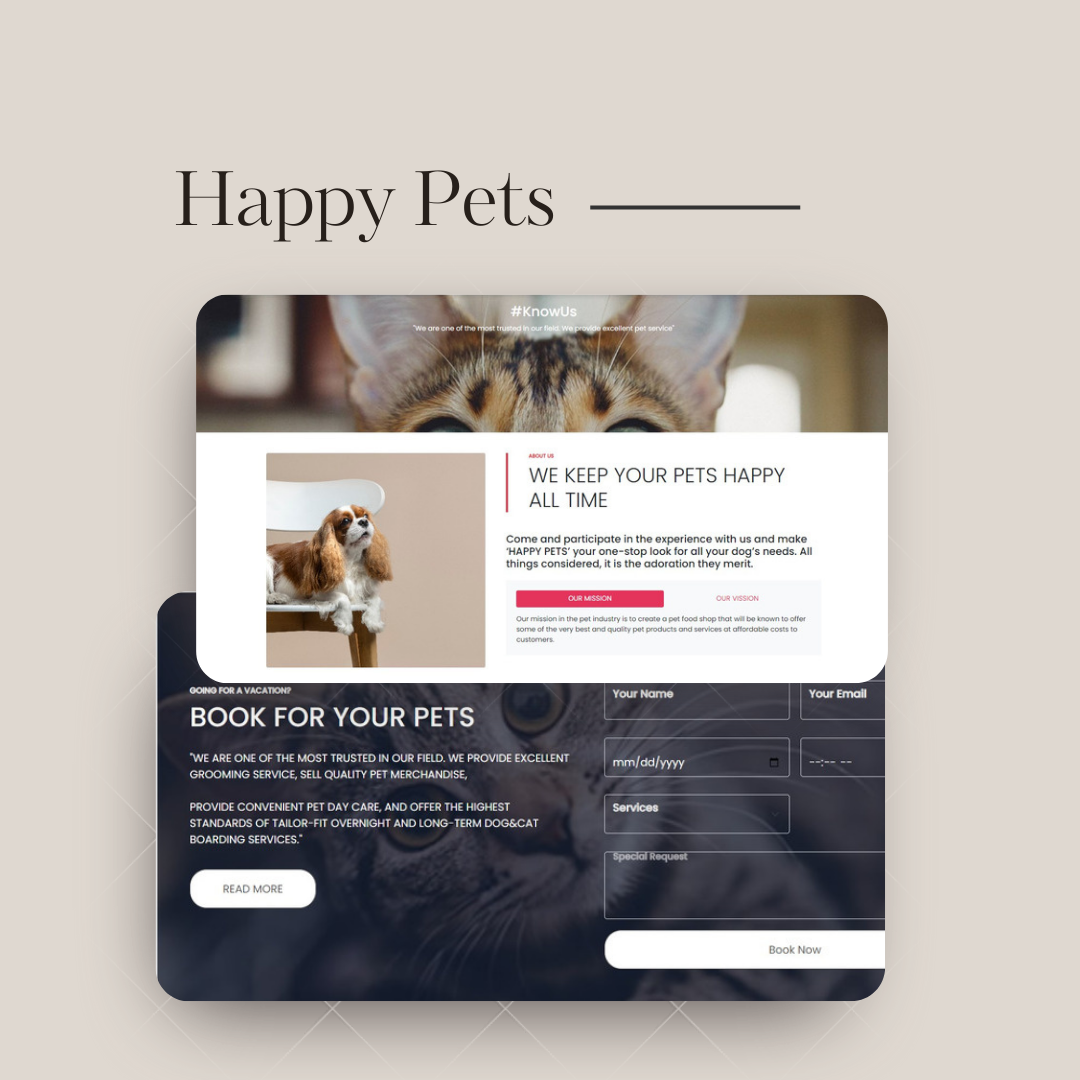 Happy Pets
#KnowUs
"We are one of the most trusted in our field. We provide excellent pet service"
ABOUT US
WE KEEP YOUR PETS HAPPY
ALL TIME
Come and participate in the experience with us and make
‘HAPPY PETS’ your one-stop look for all your dog’s needs. All
things considered, it is the adoration they merit.
OUR MISSION
OUR VISSION
Our mission in the pet industry is to create a pet food shop that will be known to offer
some of the very best and quality pet products and services at affordable costs to
customers.
GOING FOR A VACATION?
BOOK FOR YOUR PETS
"WE ARE ONE OF THE MOST TRUSTED IN OUR FIELD. WE PROVIDE EXCELLENT
GROOMING SERVICE, SELL QUALITY PET MERCHANDISE,
PROVIDE CONVENIENT PET DAY CARE, AND OFFER THE HIGHEST
STANDARDS OF TAILOR-FIT OVERNIGHT AND LONG-TERM DOG&CAT
BOARDING SERVICES."
READ MORE
Your Name
Your Email
mm/dd/yyyy
--:-- --
Services
Special Request
Book Now